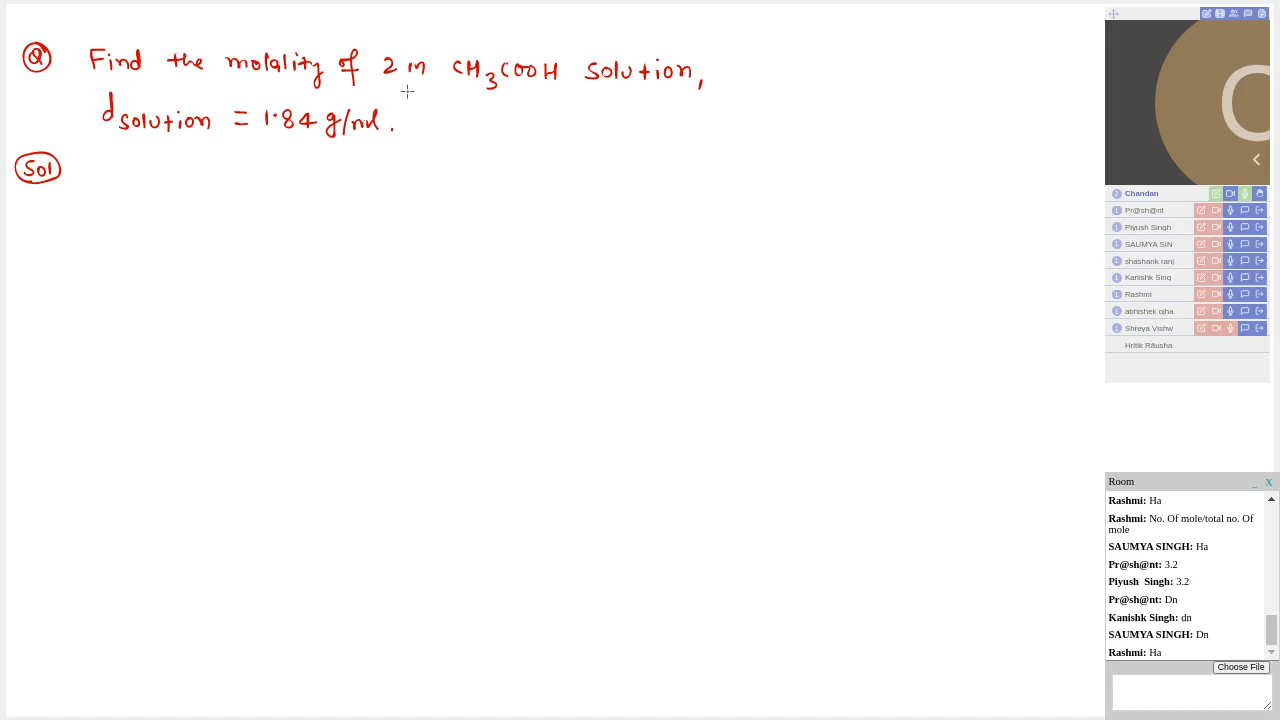 Q Find the molality of 2 m CH3COOH solution,
dsolution = 1.84 g/ml.
Sol
C
Chandan
Pr@sh@nt
Piyush Singh
SAUMYA SIN
shashank ranj
Kanishk Sing
Rashmi
abhishek ojha
Shreya Vishw
Hritik Räusha
Room _ X
Rashmi: Ha
Rashmi: No. Of mole/total no. Of
mole
SAUMYA SINGH: Ha
Pr@sh@nt: 3.2
Piyush Singh: 3.2
Pr@sh@nt: Dn
Kanishk Singh: dn
SAUMYA SINGH: Dn
Rashmi: Ha
Choose File